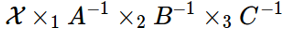 𝒳 ×₁ A⁻¹ ×₂ B⁻¹ ×₃ C⁻¹